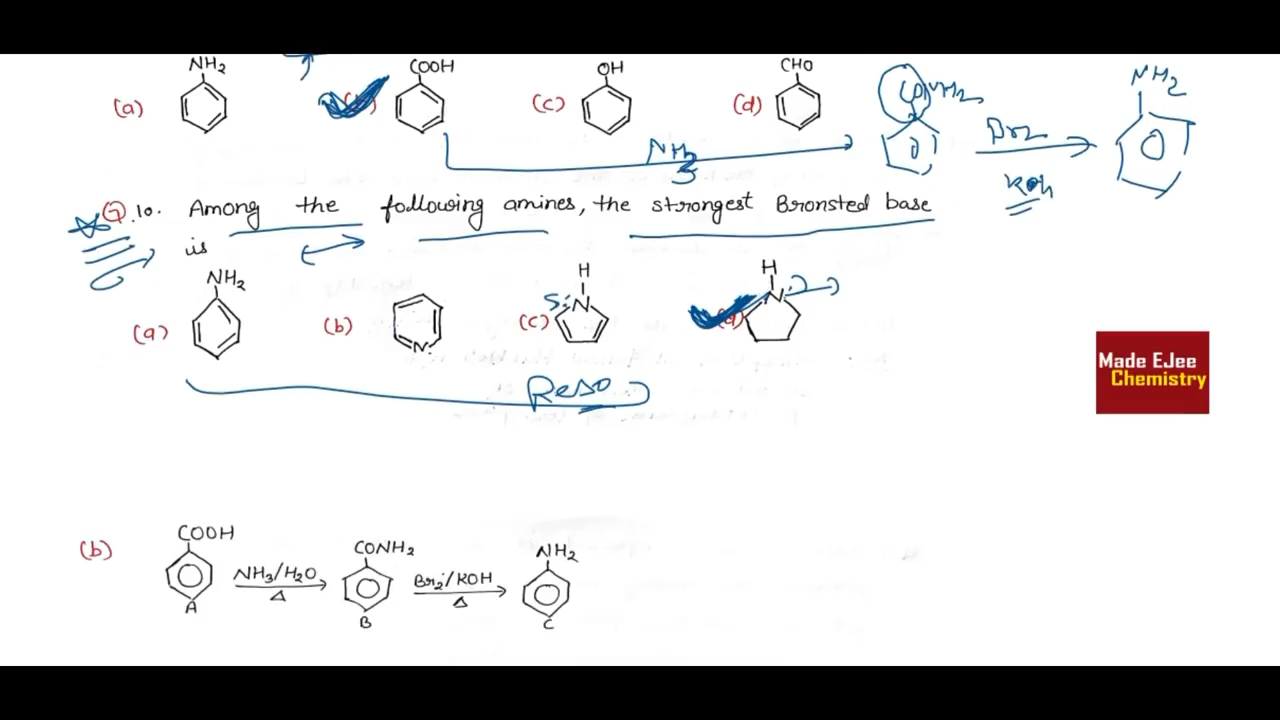 NH2 COOH OH CHO
(a) (c) (d)
CONH2 Br2 KOH NH2
NH3
Q.10. Among the following amines, the strongest Bronsted base
is
NH2 H H
(a) (b) N (c) N (d) N
Reso
Made EJee
Chemistry
(b)
COOH NH3/H2O Δ CONH2 Br2/KOH Δ NH2
A B C